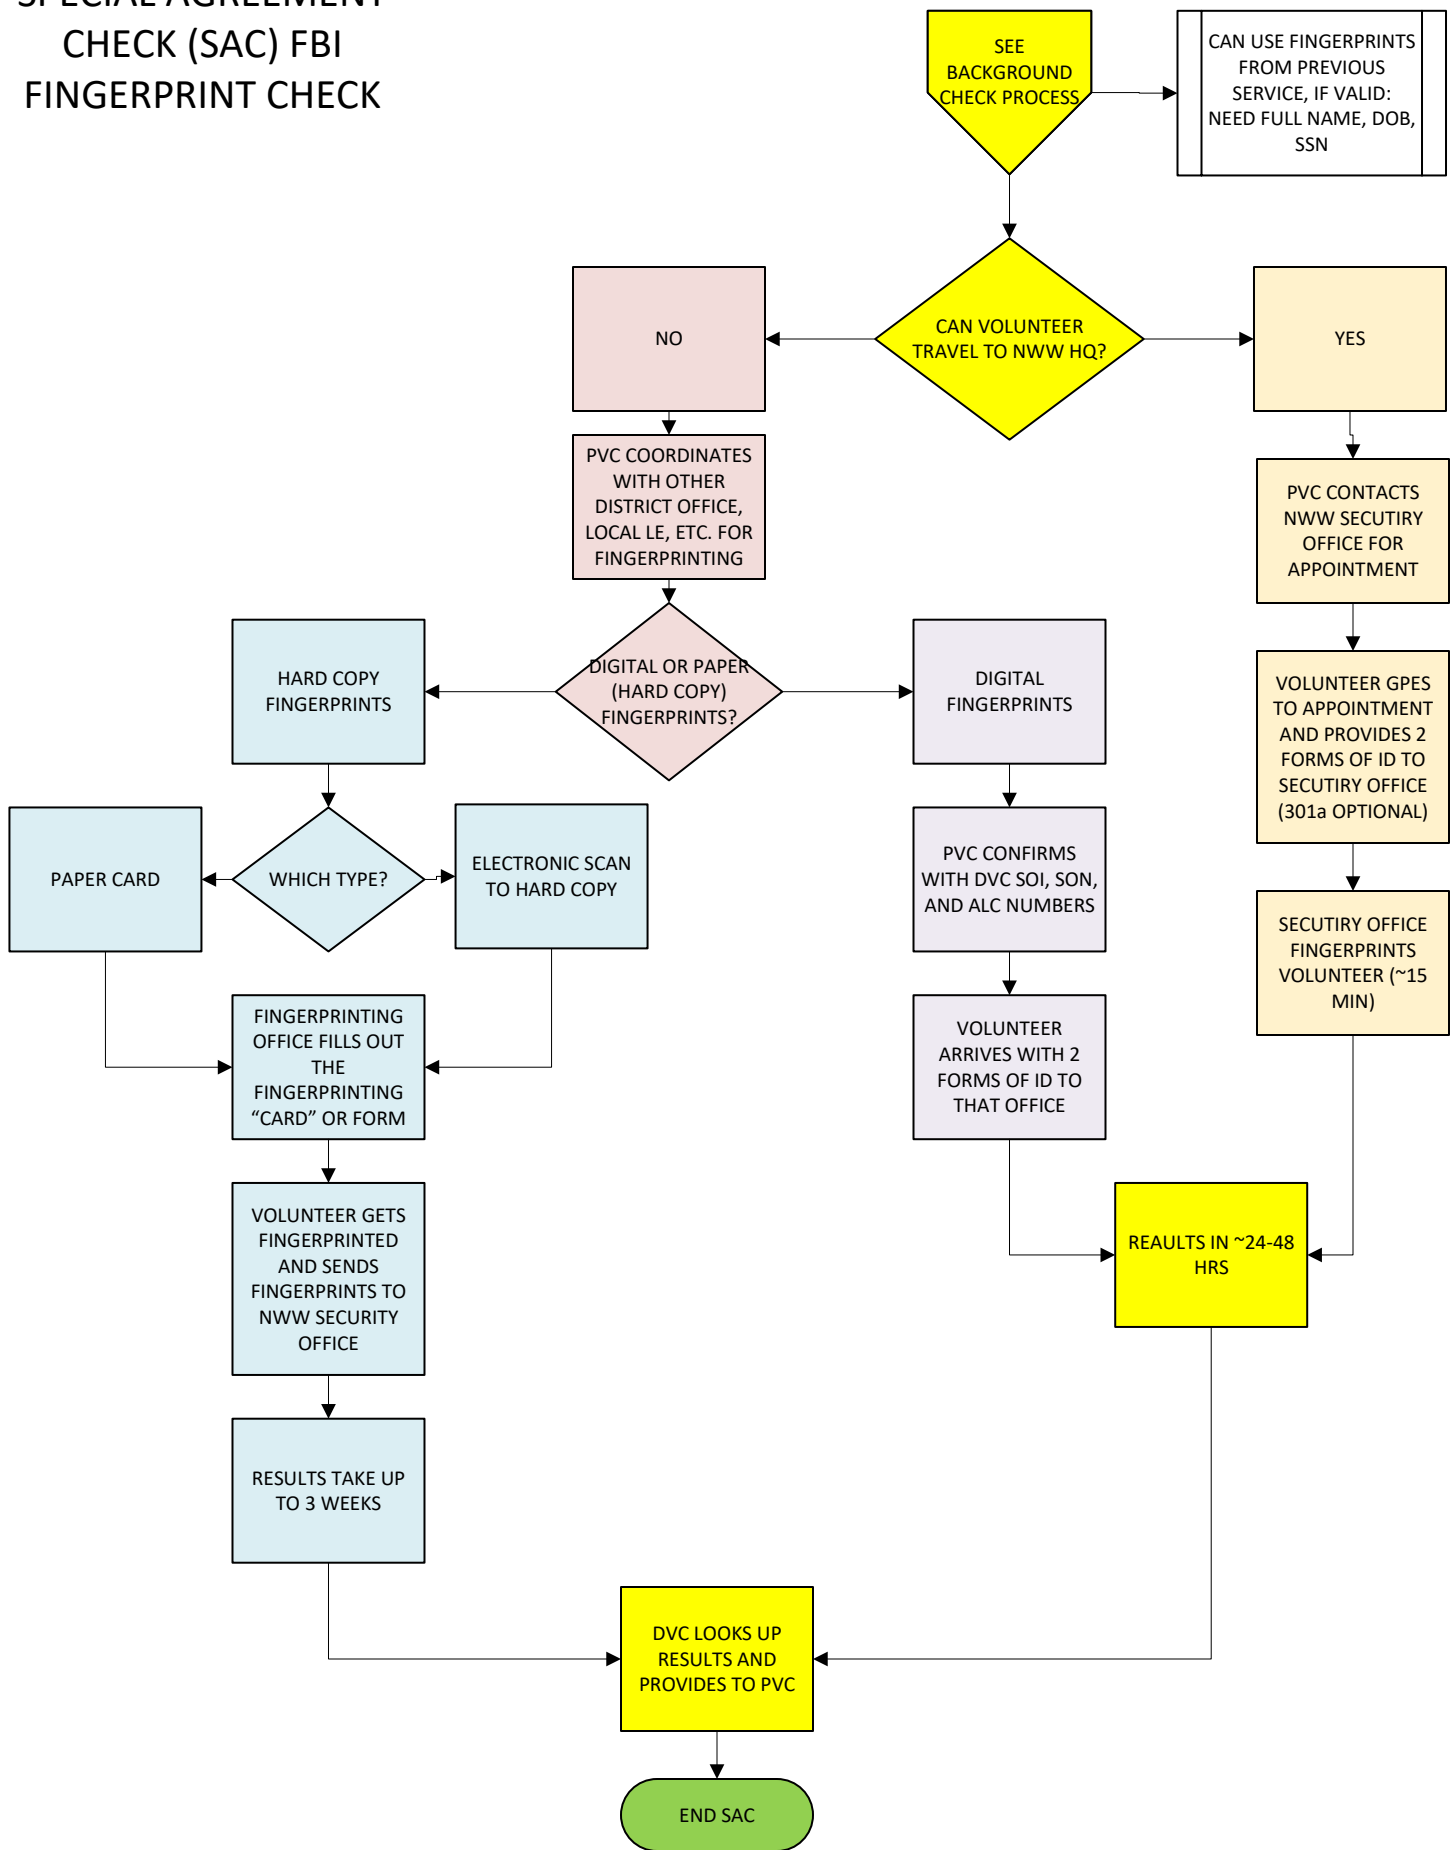 SPECIAL AGREEMENT
CHECK (SAC) FBI
FINGERPRINT CHECK
SEE
BACKGROUND
CHECK PROCESS
CAN USE FINGERPRINTS
FROM PREVIOUS
SERVICE, IF VALID:
NEED FULL NAME, DOB,
SSN
NO
CAN VOLUNTEER
TRAVEL TO NWW HQ?
YES
PVC COORDINATES
WITH OTHER
DISTRICT OFFICE,
LOCAL LE, ETC. FOR
FINGERPRINTING
PVC CONTACTS
NWW SECUTIRY
OFFICE FOR
APPOINTMENT
HARD COPY
FINGERPRINTS
DIGITAL OR PAPER
(HARD COPY)
FINGERPRINTS?
DIGITAL
FINGERPRINTS
VOLUNTEER GPES
TO APPOINTMENT
AND PROVIDES 2
FORMS OF ID TO
SECUTIRY OFFICE
(301a OPTIONAL)
PAPER CARD
WHICH TYPE?
ELECTRONIC SCAN
TO HARD COPY
PVC CONFIRMS
WITH DVC SOI, SON,
AND ALC NUMBERS
SECUTIRY OFFICE
FINGERPRINTS
VOLUNTEER (~15
MIN)
FINGERPRINTING
OFFICE FILLS OUT
THE
FINGERPRINTING
“CARD” OR FORM
VOLUNTEER
ARRIVES WITH 2
FORMS OF ID TO
THAT OFFICE
VOLUNTEER GETS
FINGERPRINTED
AND SENDS
FINGERPRINTS TO
NWW SECURITY
OFFICE
REAULTS IN ~24-48
HRS
RESULTS TAKE UP
TO 3 WEEKS
DVC LOOKS UP
RESULTS AND
PROVIDES TO PVC
END SAC